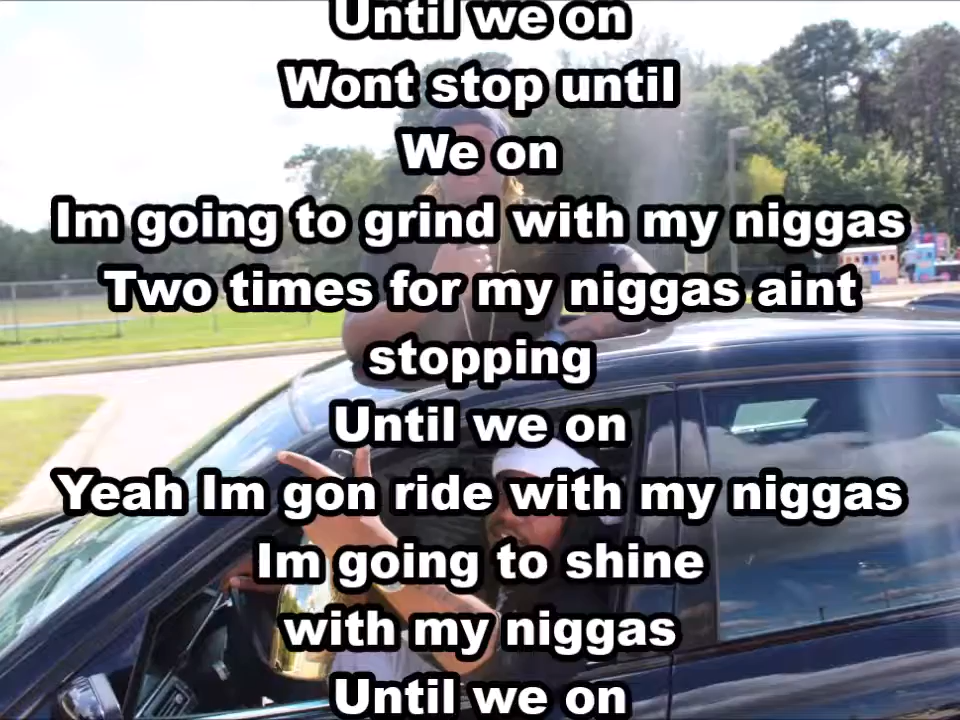 Until we on
Wont stop until
We on
Im going to grind with my niggas
Two times for my niggas aint
stopping
Until we on
Yeah Im gon ride with my niggas
Im going to shine
with my niggas
Until we on